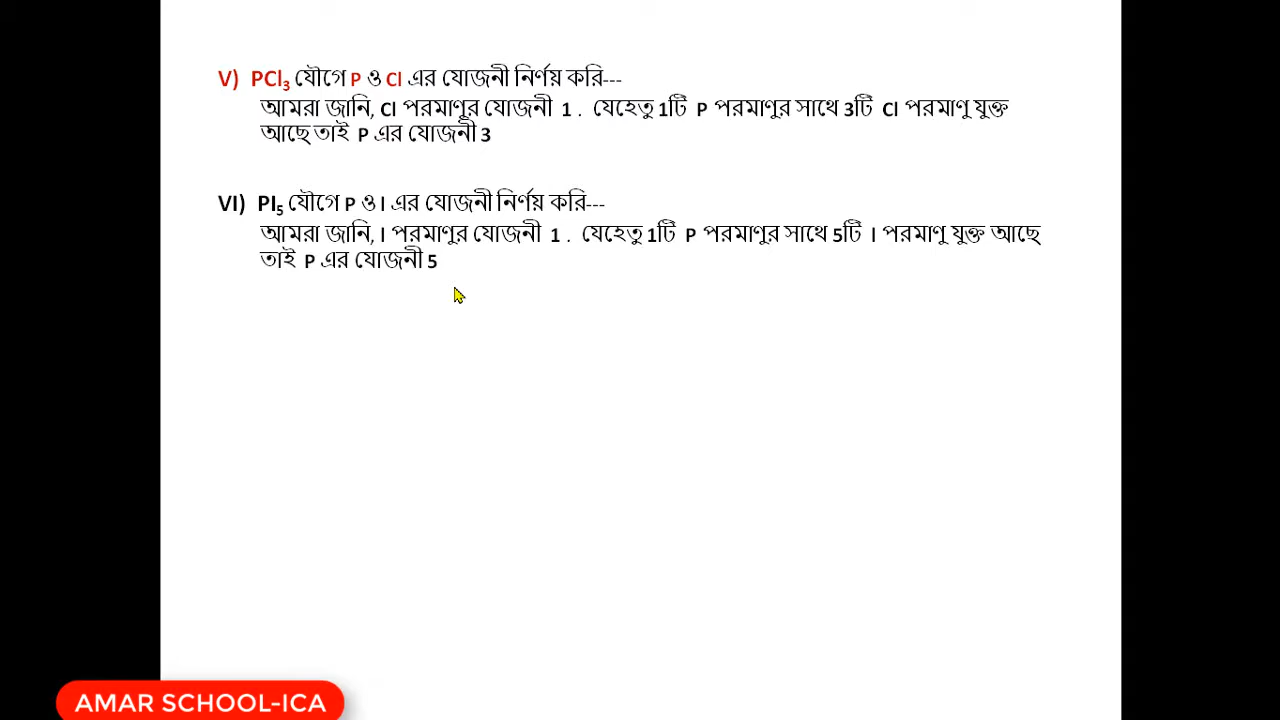 V) PCl₃ যৌগে P ও Cl এর যোজনী নির্ণয় করি---
আমরা জানি, Cl পরমাণুর যোজনী 1 . যেহেতু 1টি P পরমাণুর সাথে 3টি Cl পরমাণু যুক্ত
আছে তাই P এর যোজনী 3
VI) PI₅ যৌগে P ও I এর যোজনী নির্ণয় করি---
আমরা জানি, I পরমাণুর যোজনী 1 . যেহেতু 1টি P পরমাণুর সাথে 5টি I পরমাণু যুক্ত আছে
তাই P এর যোজনী 5
AMAR SCHOOL-ICA